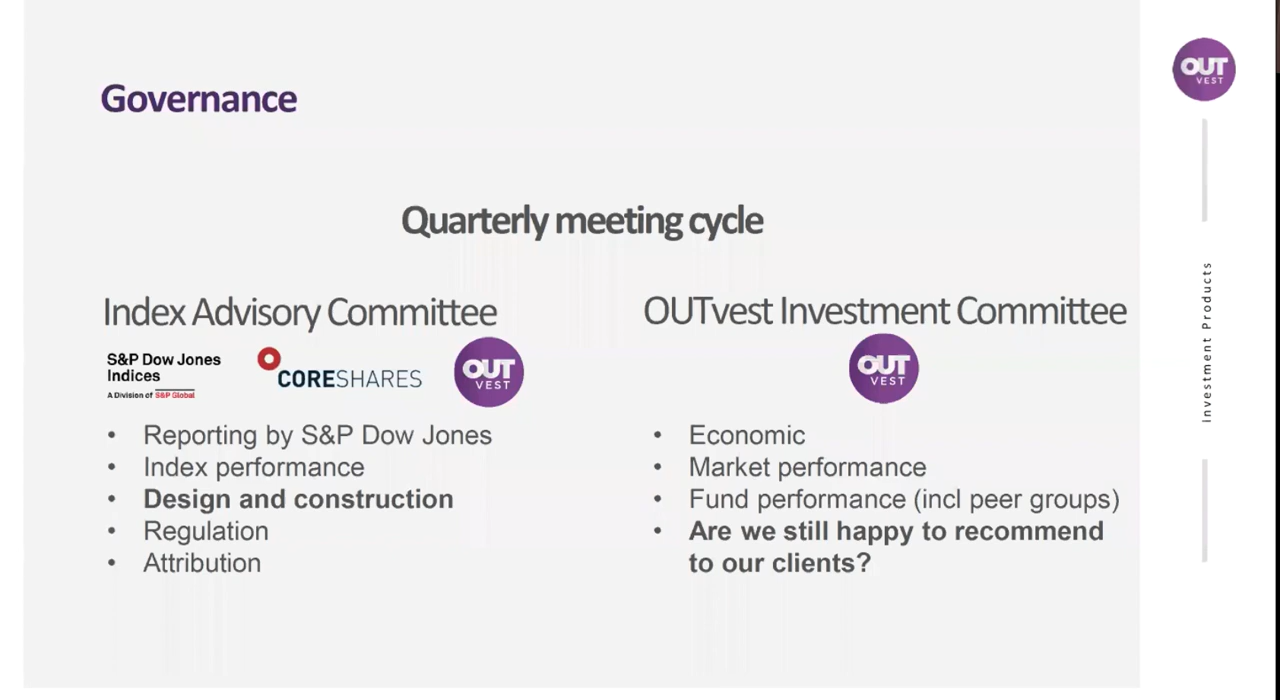 Governance
Quarterly meeting cycle
Index Advisory Committee
S&P Dow Jones
Indices
A Division of S&P Global
CORESHARES
OUT
VEST
• Reporting by S&P Dow Jones
• Index performance
• Design and construction
• Regulation
• Attribution
OUTvest Investment Committee
OUT
VEST
• Economic
• Market performance
• Fund performance (incl peer groups)
• Are we still happy to recommend
to our clients?
OUT
VEST
Investment Products